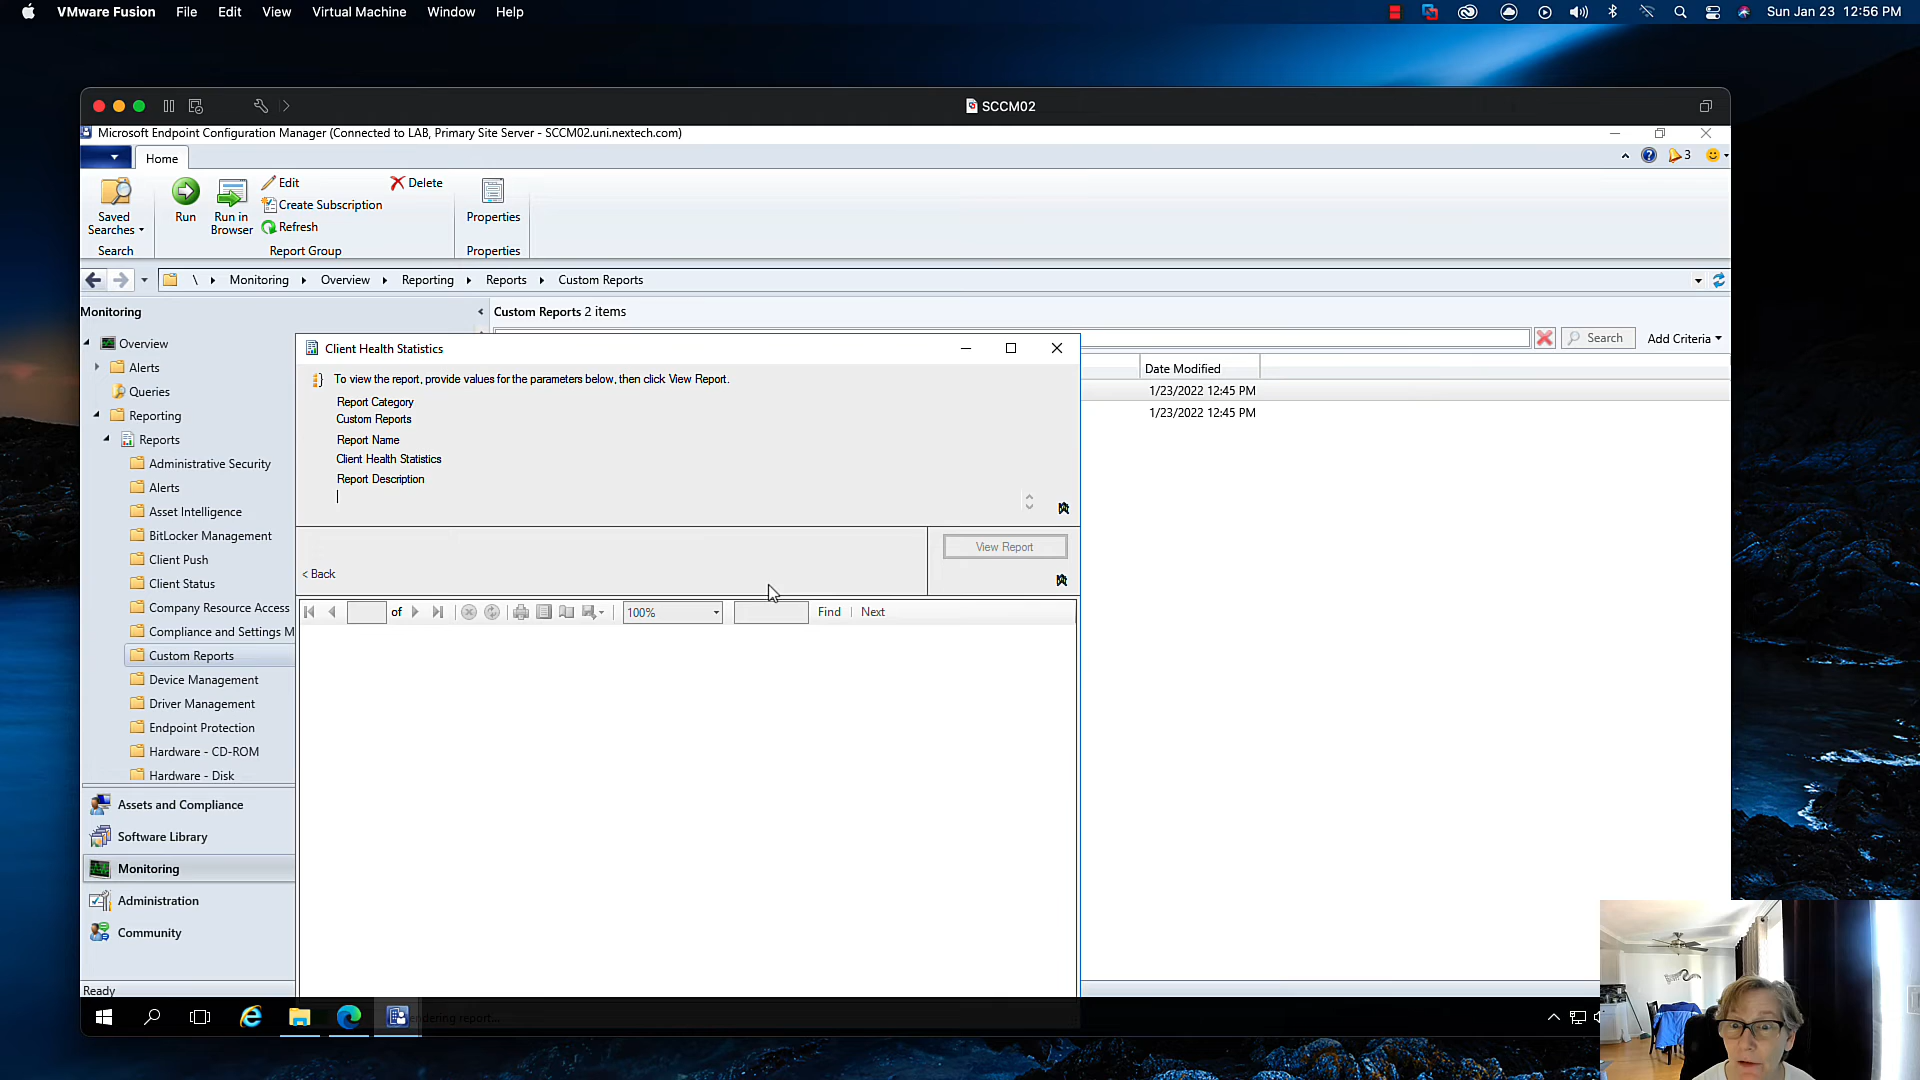 VMware Fusion File Edit View Virtual Machine Window Help Sun Jan 23 12:56 PM
SCCM02
Microsoft Endpoint Configuration Manager (Connected to LAB, Primary Site Server - SCCM02.uni.nextech.com)
Home
3
Saved Searches
Run
Run in Browser
Edit
Create Subscription
Refresh
Delete
Properties
Search
Report Group
Properties
\ Monitoring Overview Reporting Reports Custom Reports
Monitoring
Custom Reports 2 items
Search
Add Criteria
Overview
Alerts
Queries
Reporting
Reports
Administrative Security
Alerts
Asset Intelligence
BitLocker Management
Client Push
Client Status
Company Resource Access
Compliance and Settings M
Custom Reports
Device Management
Driver Management
Endpoint Protection
Hardware - CD-ROM
Hardware - Disk
Assets and Compliance
Software Library
Monitoring
Administration
Community
Ready
Client Health Statistics
To view the report, provide values for the parameters below, then click View Report.
Report Category
Custom Reports
Report Name
Client Health Statistics
Report Description
View Report
< Back
of
100%
Find | Next
Date Modified
1/23/2022 12:45 PM
1/23/2022 12:45 PM
report...